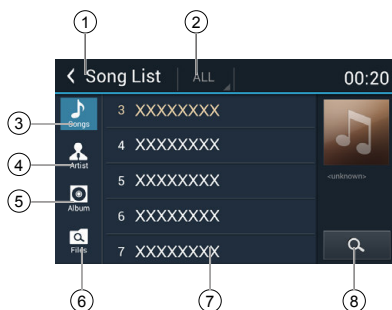 1
2
< Song List ALL 00:20
3
Songs
3 XXXXXXXX
4
Artist
4 XXXXXXXX
<unknown>
5
Album
5 XXXXXXXX
6 XXXXXXXX
Files
7 XXXXXXXX
6
7
8